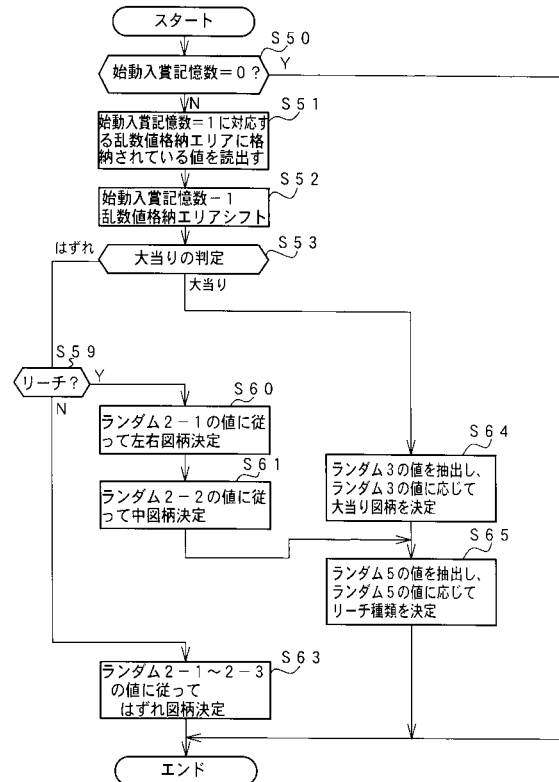 スタート
S50
始動入賞記憶数=0?
Y
N
S51
始動入賞記憶数=1に対応す
る乱数値格納エリアに格
納されている値を読出す
S52
始動入賞記憶数-1
乱数値格納エリアシフト
S53
はずれ
大当りの判定
大当り
S59
リーチ?
Y
N
S60
ランダム2-1の値に従
って左右図柄決定
S61
ランダム2-2の値に従
って中図柄決定
S64
ランダム3の値を抽出し、
ランダム3の値に応じて
大当り図柄を決定
S65
ランダム5の値を抽出し、
ランダム5の値に応じて
リーチ種類を決定
S63
ランダム2-1~2-3
の値に従って
はずれ図柄決定
エンド